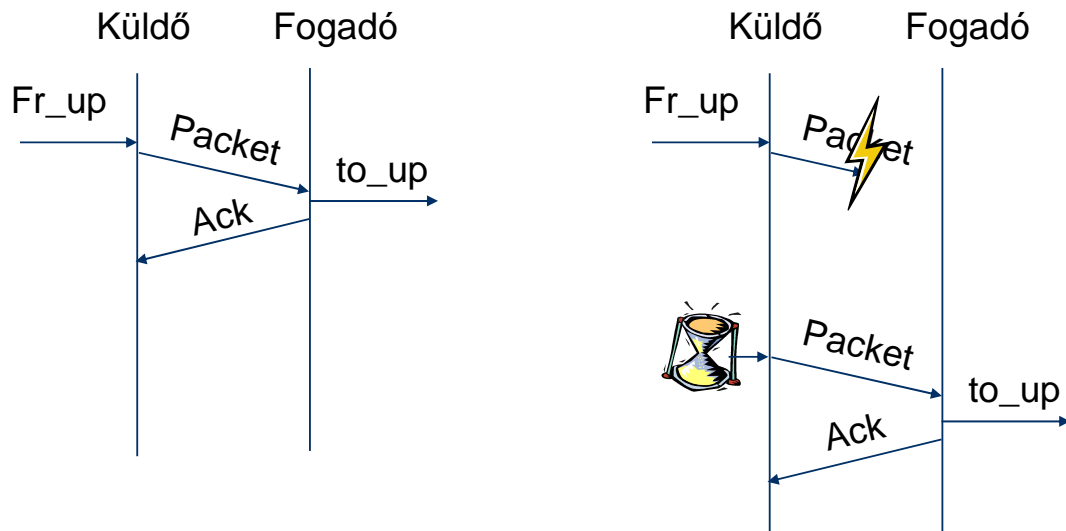 Küldő Fogadó
Fr_up
Packet
to_up
Ack
Küldő Fogadó
Fr_up
Packet
Packet
to_up
Ack